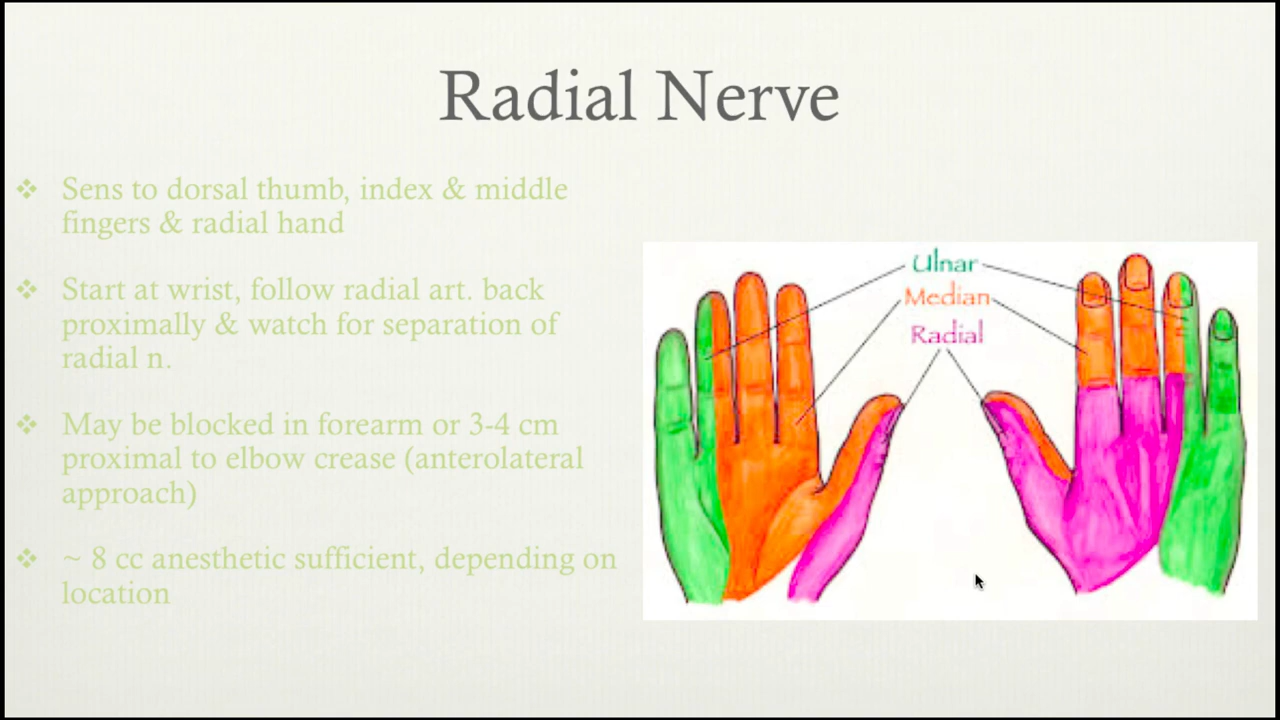 Radial Nerve
Sens to dorsal thumb, index & middle
fingers & radial hand
Start at wrist, follow radial art. back
proximally & watch for separation of
radial n.
May be blocked in forearm or 3-4 cm
proximal to elbow crease (anterolateral
approach)
~ 8 cc anesthetic sufficient, depending on
location
Ulnar
Median
Radial